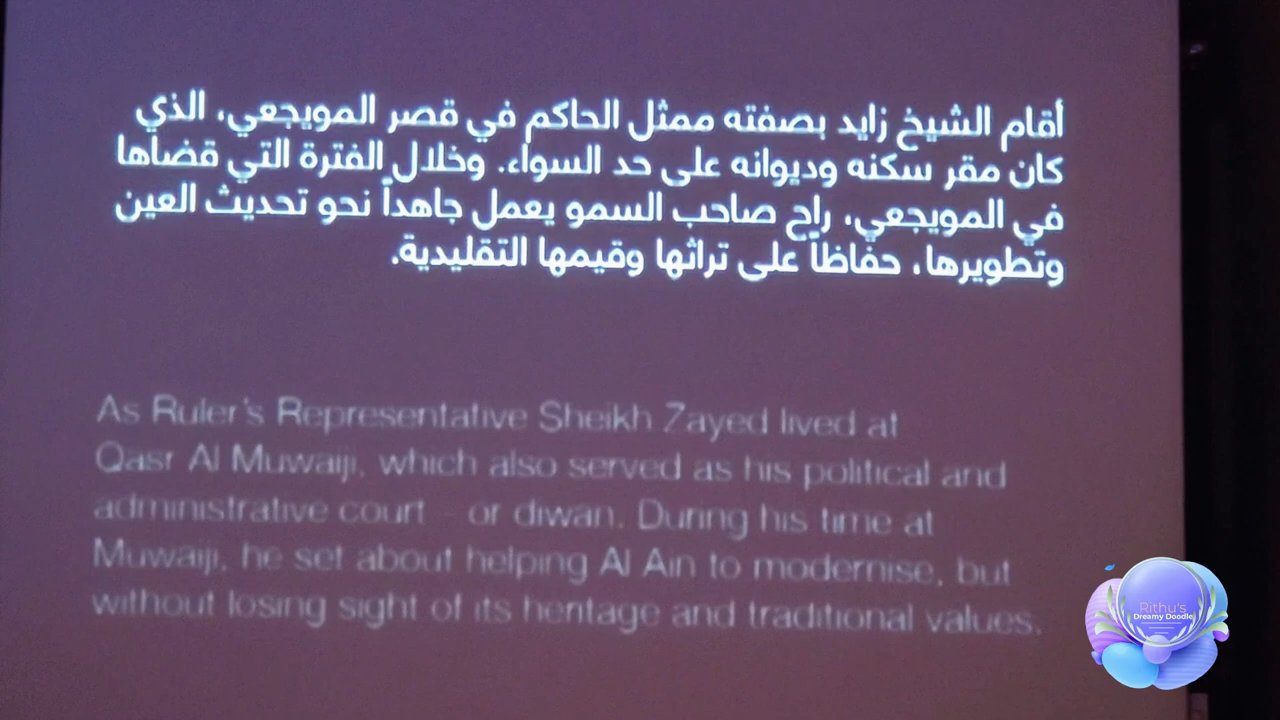 أقام الشيخ زايد بصفته ممثل الحاكم في قصر المويجعي، الذي
كان مقر سكنه وديوانه على حد السواء. وخلال الفترة التي قضاها
في المويجعي، راح صاحب السمو يعمل جاهداً نحو تحديث العين
وتطويرها، حفاظاً على تراثها وقيمها التقليدية.
As Ruler's Representative Sheikh Zayed lived at
Qasr Al Muwaiji, which also served as his political and
administrative court - or diwan. During his time at
Muwaiji, he set about helping Al Ain to modernise, but
without losing sight of its heritage and traditional values.
Rithu's
Dreamy Doodle